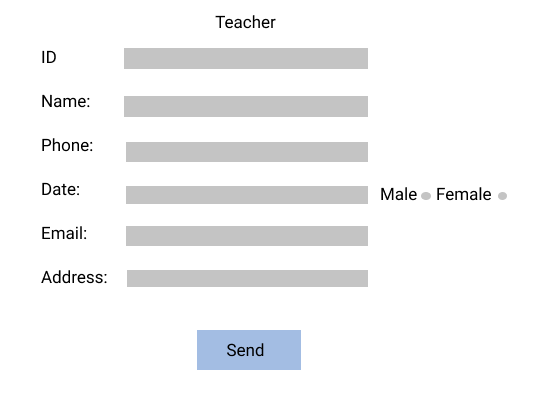 Teacher
ID
Name:
Phone:
Date:
Male Female
Email:
Address:
Send